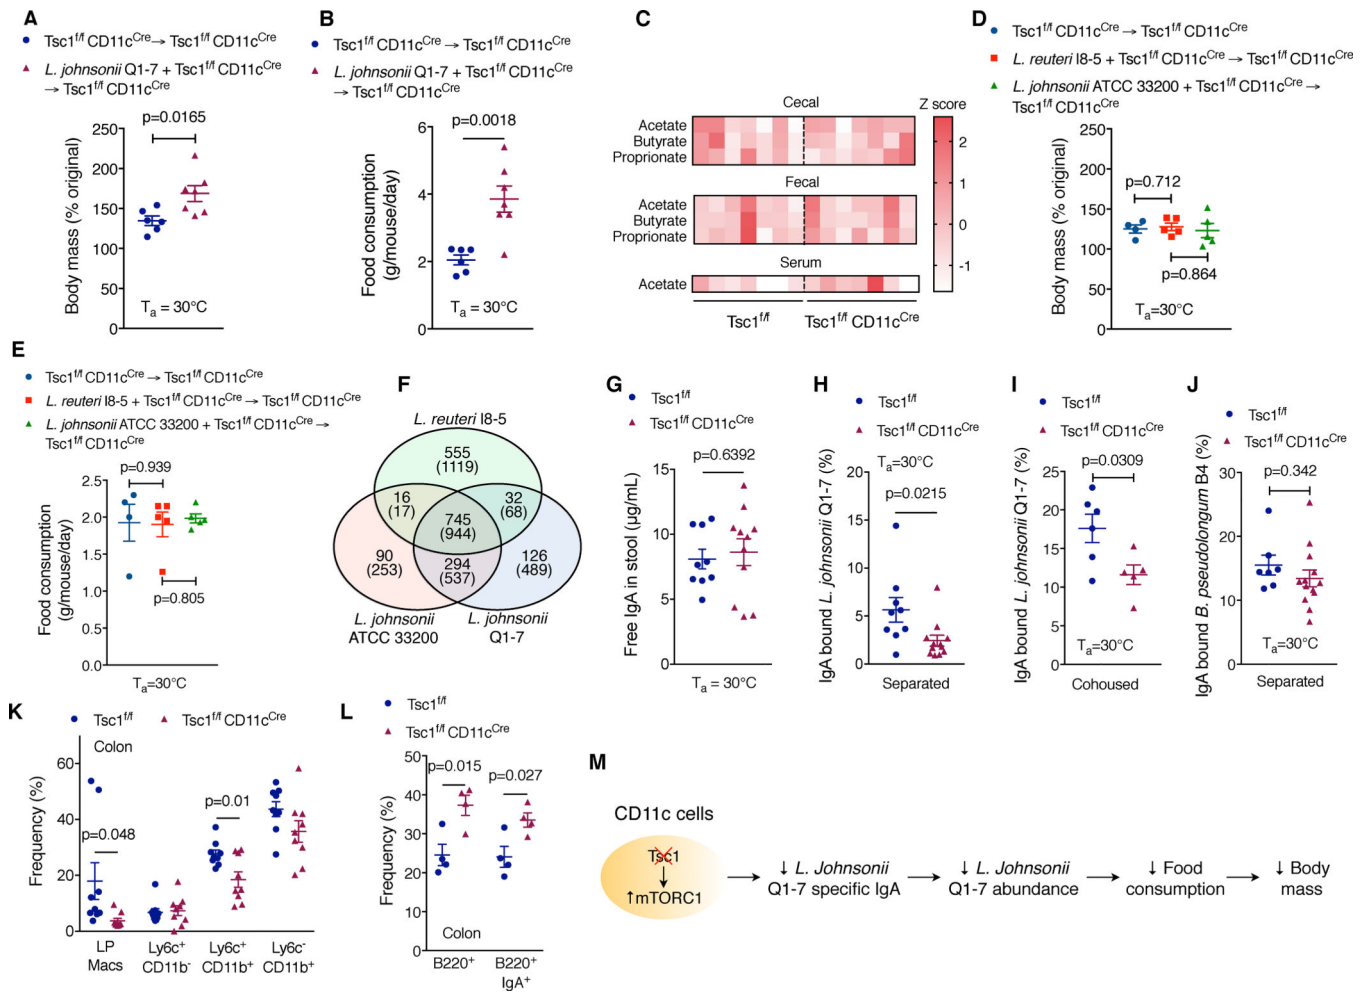 A
Tsc1f/f CD11cCre → Tsc1f/f CD11cCre
L. johnsonii Q1-7 + Tsc1f/f CD11cCre
→ Tsc1f/f CD11cCre
p=0.0165
Body mass (% original)
250
200
150
100
50
0
Ta = 30°C
B
Tsc1f/f CD11cCre → Tsc1f/f CD11cCre
L. johnsonii Q1-7 + Tsc1f/f CD11cCre
→ Tsc1f/f CD11cCre
p=0.0018
Food consumption
(g/mouse/day)
6
4
2
0
Ta = 30°C
C
Cecal
Acetate
Butyrate
Proprionate
Fecal
Acetate
Butyrate
Proprionate
Serum
Acetate
Tsc1f/f
Tsc1f/f CD11cCre
Z score
2
1
0
-1
D
Tsc1f/f CD11cCre → Tsc1f/f CD11cCre
L. reuteri I8-5 + Tsc1f/f CD11cCre → Tsc1f/f CD11cCre
L. johnsonii ATCC 33200 + Tsc1f/f CD11cCre →
Tsc1f/f CD11cCre
Body mass (% original)
250
200
150
100
50
0
p=0.712
p=0.864
Ta=30°C
E
Tsc1f/f CD11cCre → Tsc1f/f CD11cCre
L. reuteri I8-5 + Tsc1f/f CD11cCre → Tsc1f/f CD11cCre
L. johnsonii ATCC 33200 + Tsc1f/f CD11cCre →
Tsc1f/f CD11cCre
p=0.939
Food consumption
(g/mouse/day)
2.5
2.0
1.5
1.0
0.5
0.0
p=0.805
Ta=30°C
F
L. reuteri I8-5
555
(1119)
16
(17)
32
(68)
745
(944)
90
(253)
294
(537)
126
(489)
L. johnsonii
ATCC 33200
L. johnsonii
Q1-7
G
Tsc1f/f
Tsc1f/f CD11cCre
p=0.6392
Free IgA in stool (μg/mL)
15
10
5
0
Ta = 30°C
H
Tsc1f/f
Tsc1f/f CD11cCre
IgA bound L. johnsonii Q1-7 (%)
20
15
10
5
0
Ta=30°C
p=0.0215
Separated
I
Tsc1f/f
Tsc1f/f CD11cCre
p=0.0309
IgA bound L. johnsonii Q1-7 (%)
25
20
15
10
5
0
Ta=30°C
Cohoused
J
Tsc1f/f
Tsc1f/f CD11cCre
p=0.342
IgA bound B. pseudolongum B4 (%)
30
20
10
0
Ta=30°C
Separated
K
Tsc1f/f
Tsc1f/f CD11cCre
Colon
Frequency (%)
60
40
20
0
p=0.048
p=0.01
LP
Macs
Ly6c+
CD11b-
Ly6c+
CD11b+
Ly6c-
CD11b+
L
Tsc1f/f
Tsc1f/f CD11cCre
Frequency (%)
50
40
30
20
10
0
p=0.015
p=0.027
Colon
B220+
B220+
IgA+
M
CD11c cells
Tsc1
↑mTORC1
↓ L. Johnsonii
Q1-7 specific IgA
↓ L. Johnsonii
Q1-7 abundance
↓ Food
consumption
↓ Body
mass